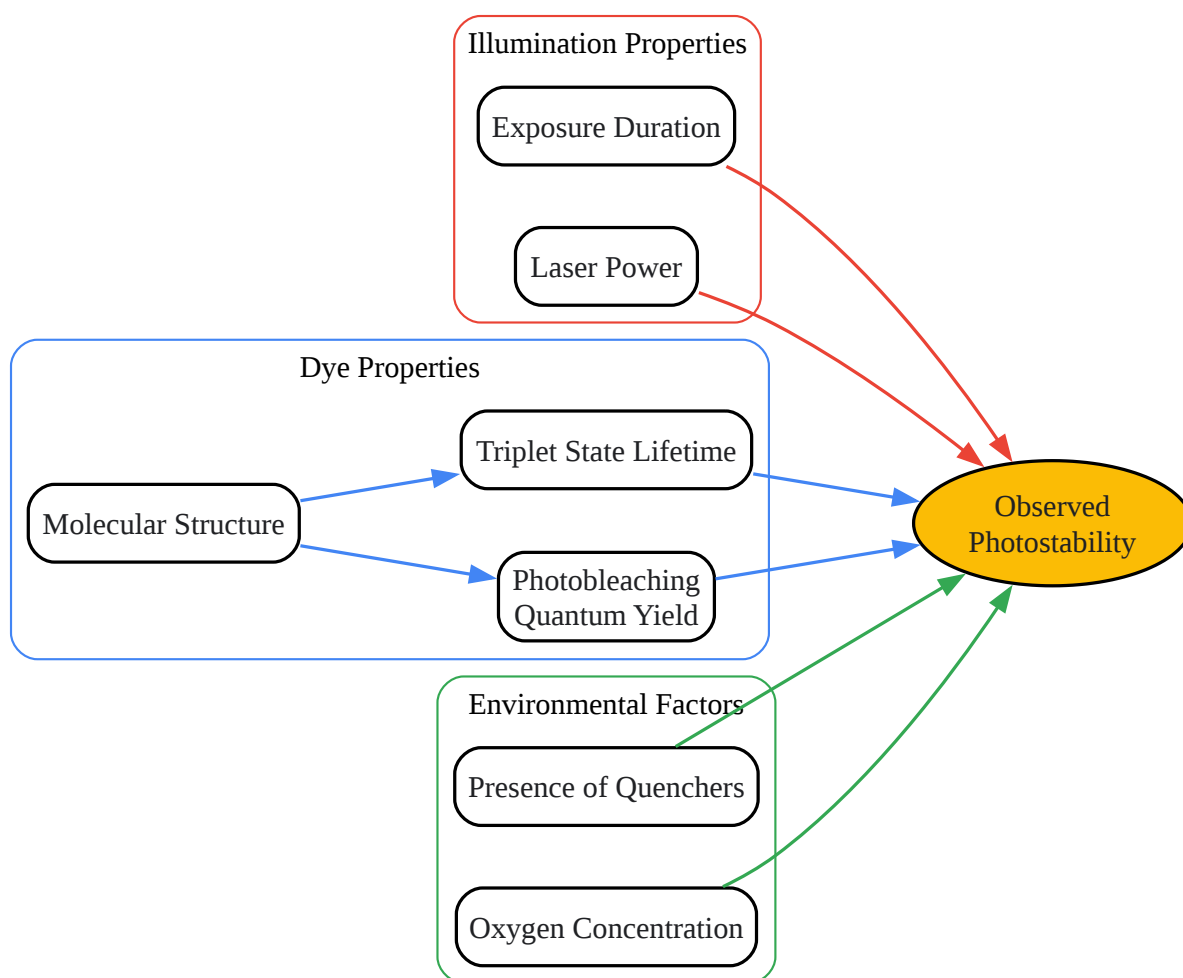 Illumination Properties
Exposure Duration
Laser Power
Dye Properties
Triplet State Lifetime
Molecular Structure
Photobleaching
Quantum Yield
Observed
Photostability
Environmental Factors
Presence of Quenchers
Oxygen Concentration